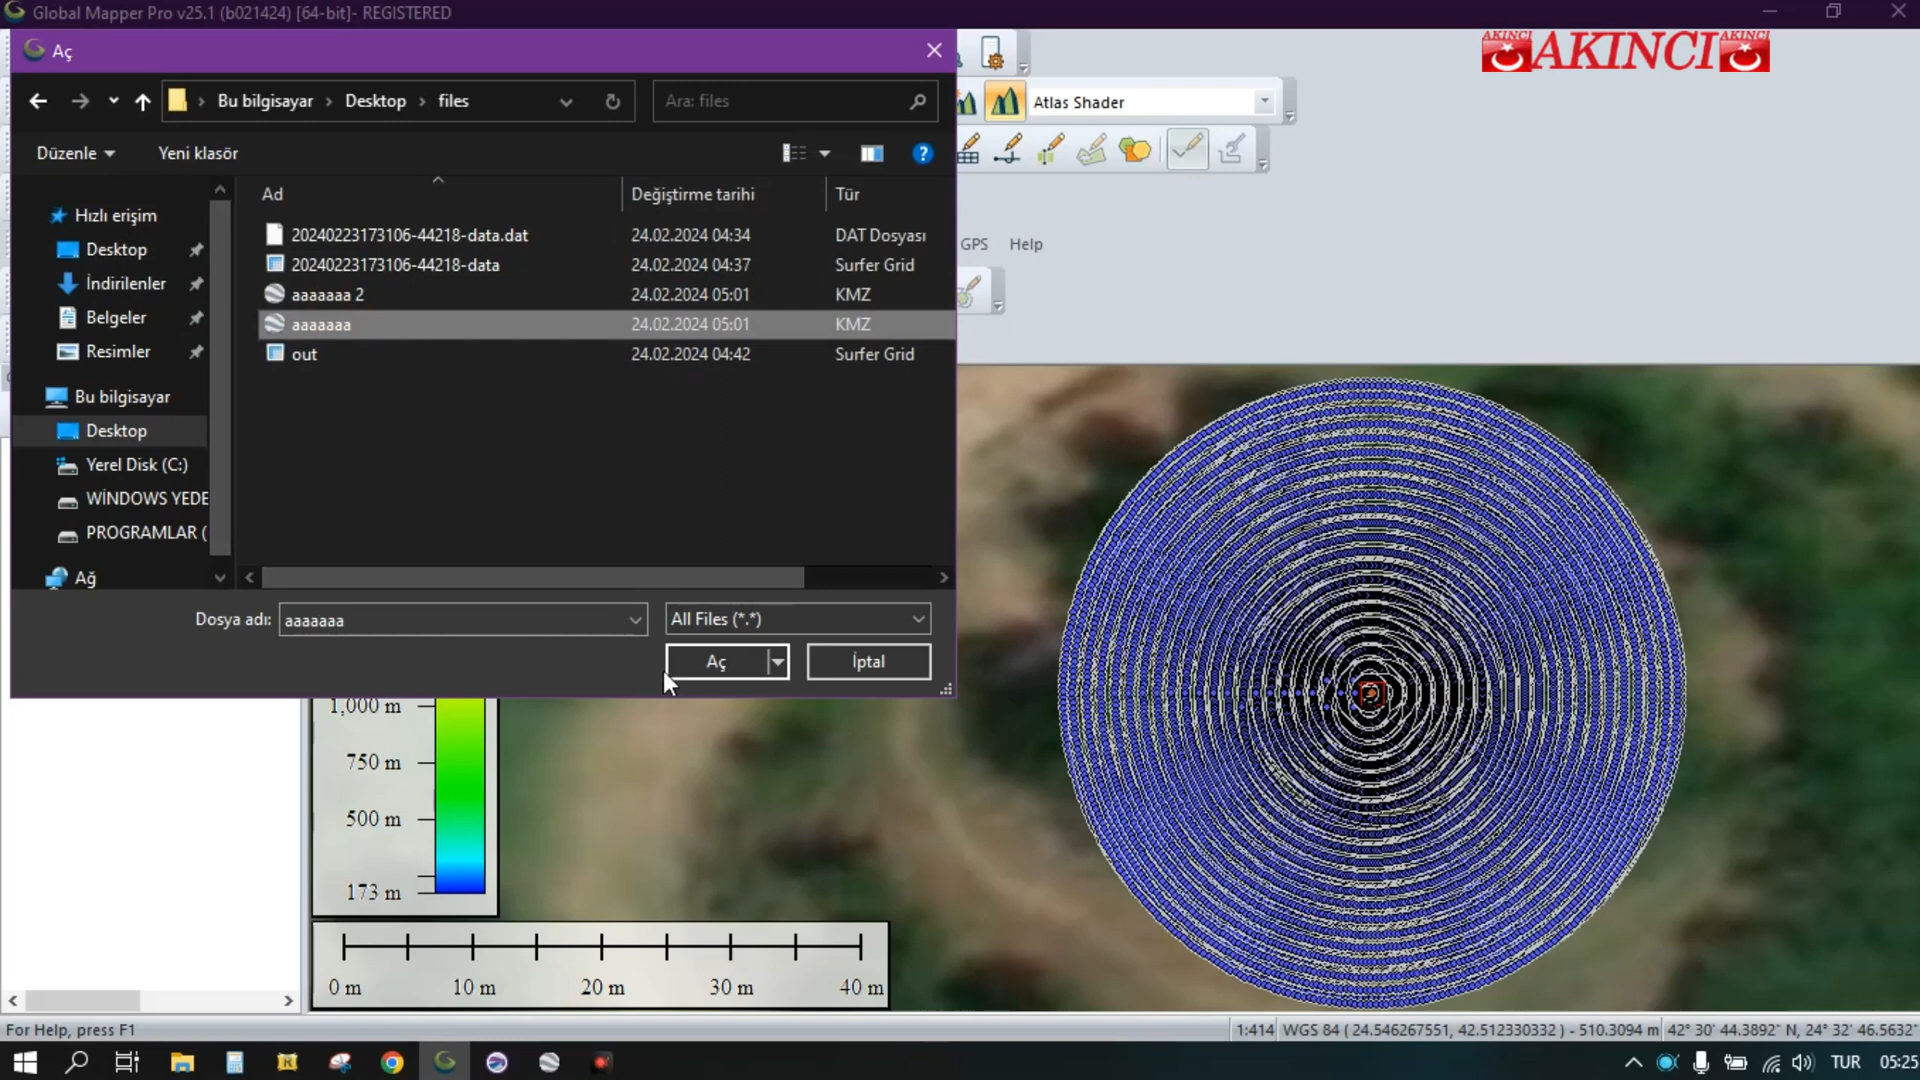 Global Mapper Pro v25.1 (b021424) [64-bit]- REGISTERED
Aç
AKINCI AKINCI AKINCI
Bu bilgisayar › Desktop › files
Ara: files
Atlas Shader
Düzenle
Yeni klasör
Ad
Değiştirme tarihi
Tür
Hızlı erişim
Desktop
İndirilenler
Belgeler
Resimler
Bu bilgisayar
Desktop
Yerel Disk (C:)
WİNDOWS YEDE
PROGRAMLAR (
Ağ
20240223173106-44218-data.dat 24.02.2024 04:34 DAT Dosyası
20240223173106-44218-data 24.02.2024 04:37 Surfer Grid
aaaaaaa 2 24.02.2024 05:01 KMZ
aaaaaaa 24.02.2024 05:01 KMZ
out 24.02.2024 04:42 Surfer Grid
GPS Help
Dosya adı: aaaaaaa
All Files (*.*)
Aç
İptal
1,000 m
750 m
500 m
173 m
0 m 10 m 20 m 30 m 40 m
For Help, press F1
1:414 WGS 84 ( 24.546267551, 42.512330332 ) - 510.3094 m 42° 30' 44.3892" N, 24° 32' 46.5632"
TUR 05:25